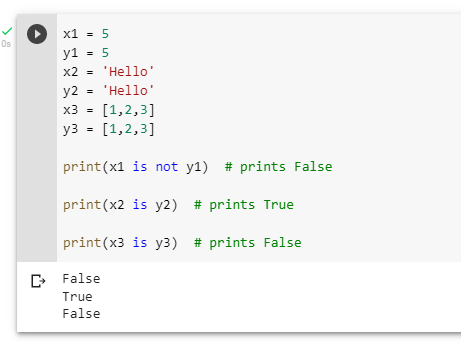 0s
x1 = 5
y1 = 5
x2 = 'Hello'
y2 = 'Hello'
x3 = [1,2,3]
y3 = [1,2,3]
print(x1 is not y1)  # prints False
print(x2 is y2)  # prints True
print(x3 is y3)  # prints False
False
True
False